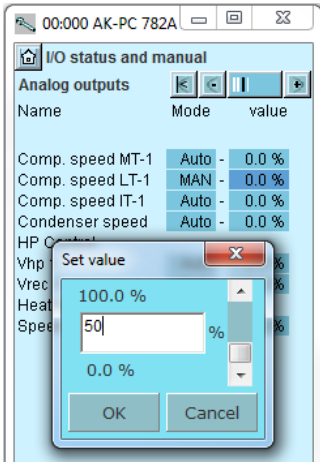 00:000 AK-PC 782A
I/O status and manual
Analog outputs
Name Mode value
Comp. speed MT-1 Auto - 0.0 %
Comp. speed LT-1 MAN - 0.0 %
Comp. speed IT-1 Auto - 0.0 %
Condenser speed Auto - 0.0 %
HP Control
Vhp %
Vrec %
Heat
Spee %
Set value
100.0 %
50 %
0.0 %
OK Cancel